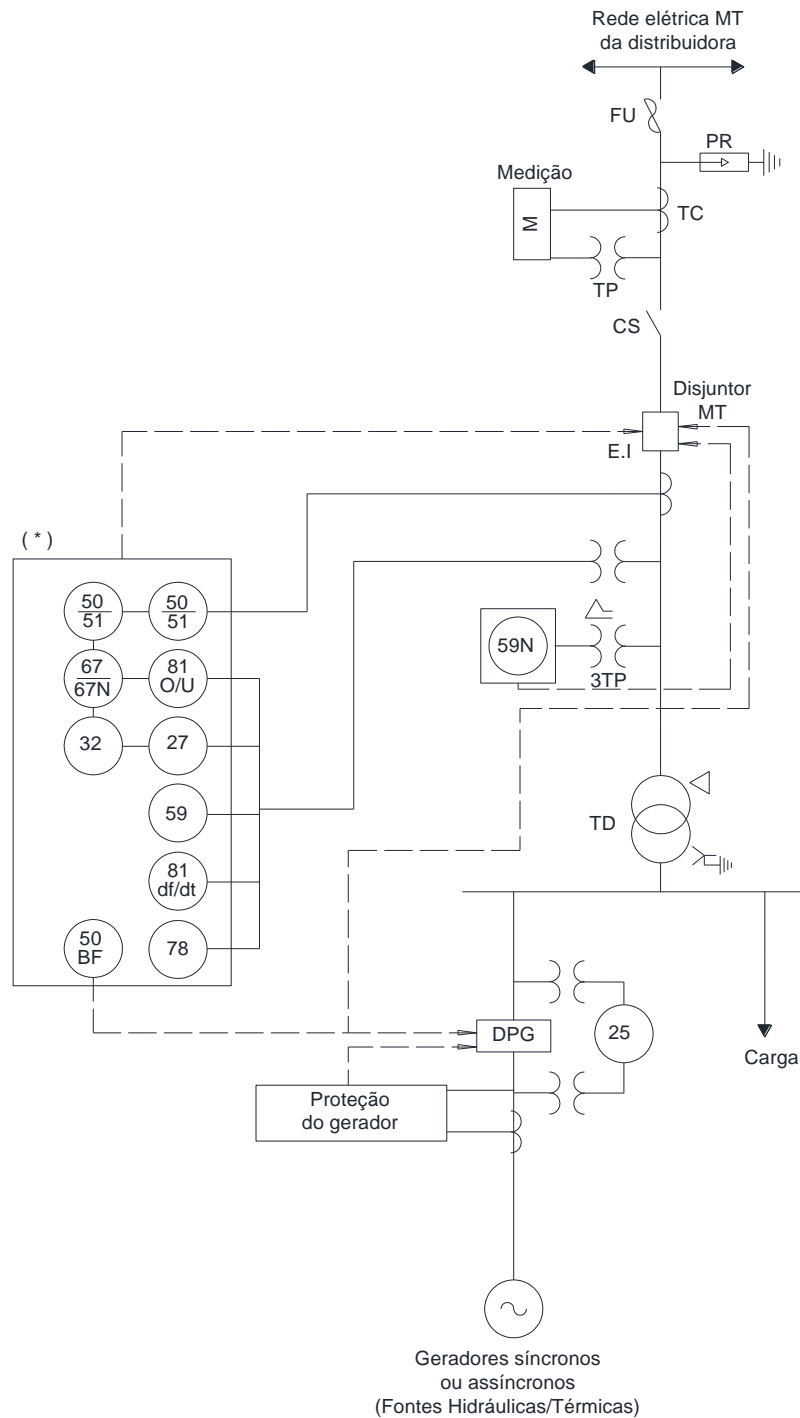 Rede elétrica MT
da distribuidora
FU
PR
Medição
M
TC
TP
CS
Disjuntor
MT
E.I
( * )
50
51
50
51
59N
3TP
67
67N
81
O/U
32
27
59
TD
81
df/dt
50
BF
78
DPG
25
Carga
Proteção
do gerador
Geradores síncronos
ou assíncronos
(Fontes Hidráulicas/Térmicas)